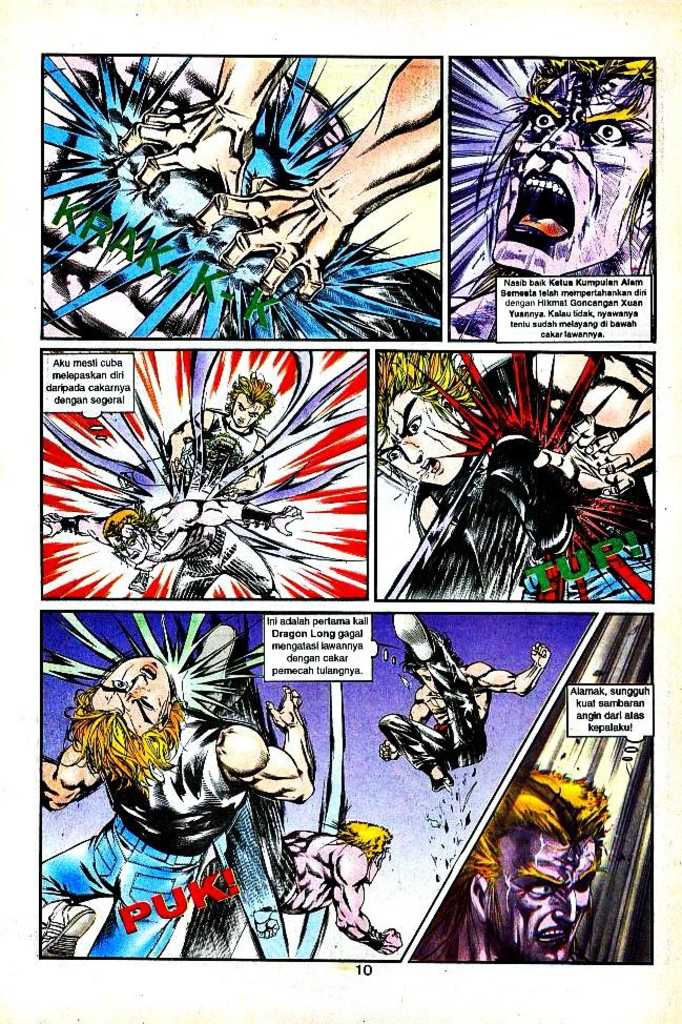 KRAK-K-K-K
Nasib baik Ketua Kumpulan Alam
Semesta telah mempertahankan diri
dengan Hikmat Goncangan Xuan
Yuannya. Kalau tidak, nyawanya
tentu sudah melayang di bawah
cakar lawannya.
Aku mesti cuba
melepaskan diri
daripada cakarnya
dengan segera!
TUP!
Ini adalah pertama kali
Dragon Long gagal
mengatasi lawannya
dengan cakar
pemecah tulangnya.
PUK!
Alamak, sungguh
kuat sambaran
angin dari atas
kepalaku!
10